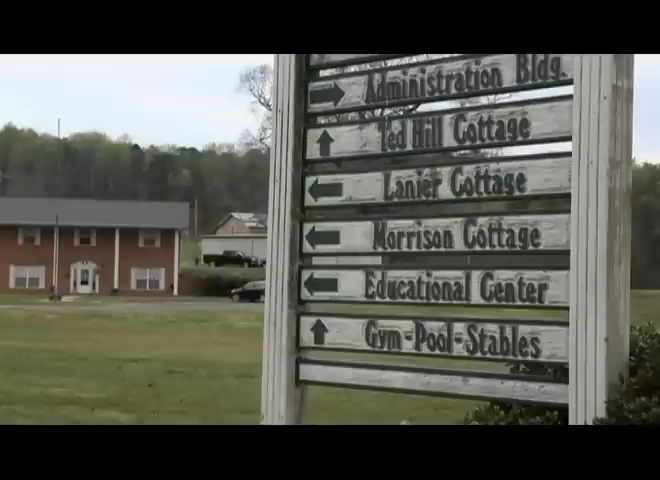 Administration Bldg.
Ted Hill Cottage
Lanier Cottage
Morrison Cottage
Educational Center
Gym-Pool-Stables